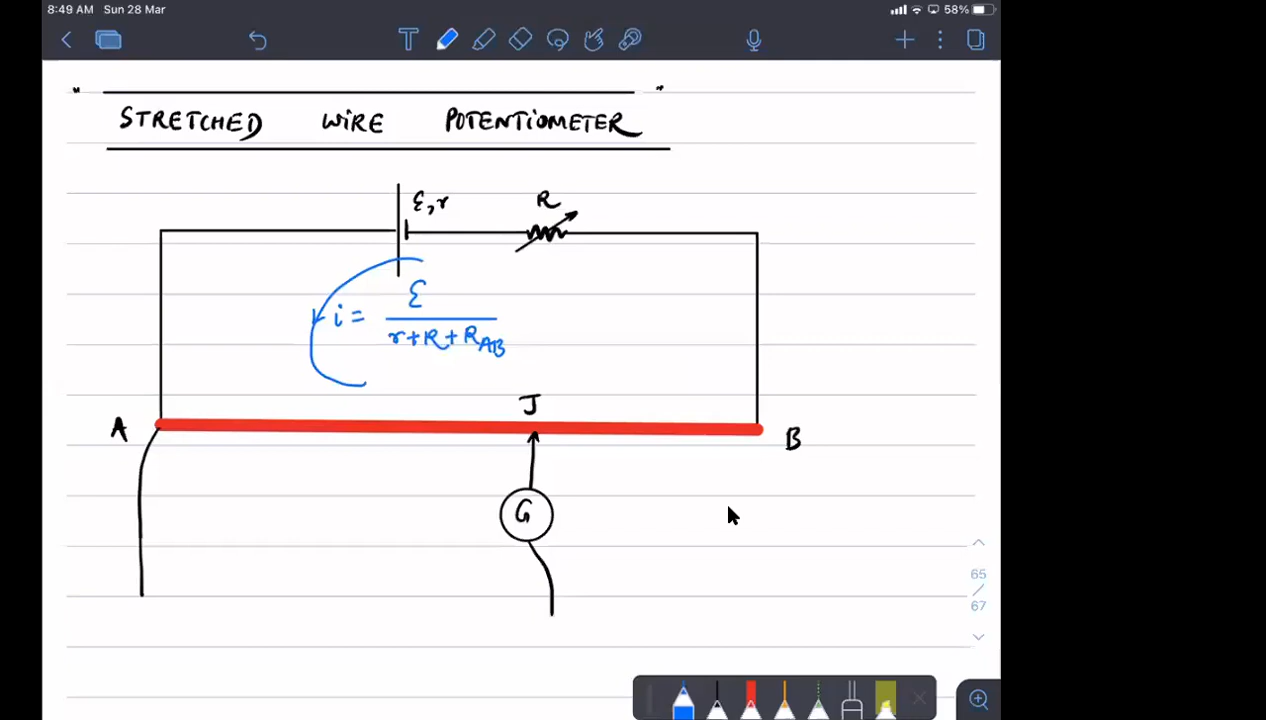 8:49 AM Sun 28 Mar
58%
T
" "
STRETCHED WIRE POTENTIOMETER
ℰ,r
R
i = ℰ / r+R+R_AB
J
A
B
G
65
/
67